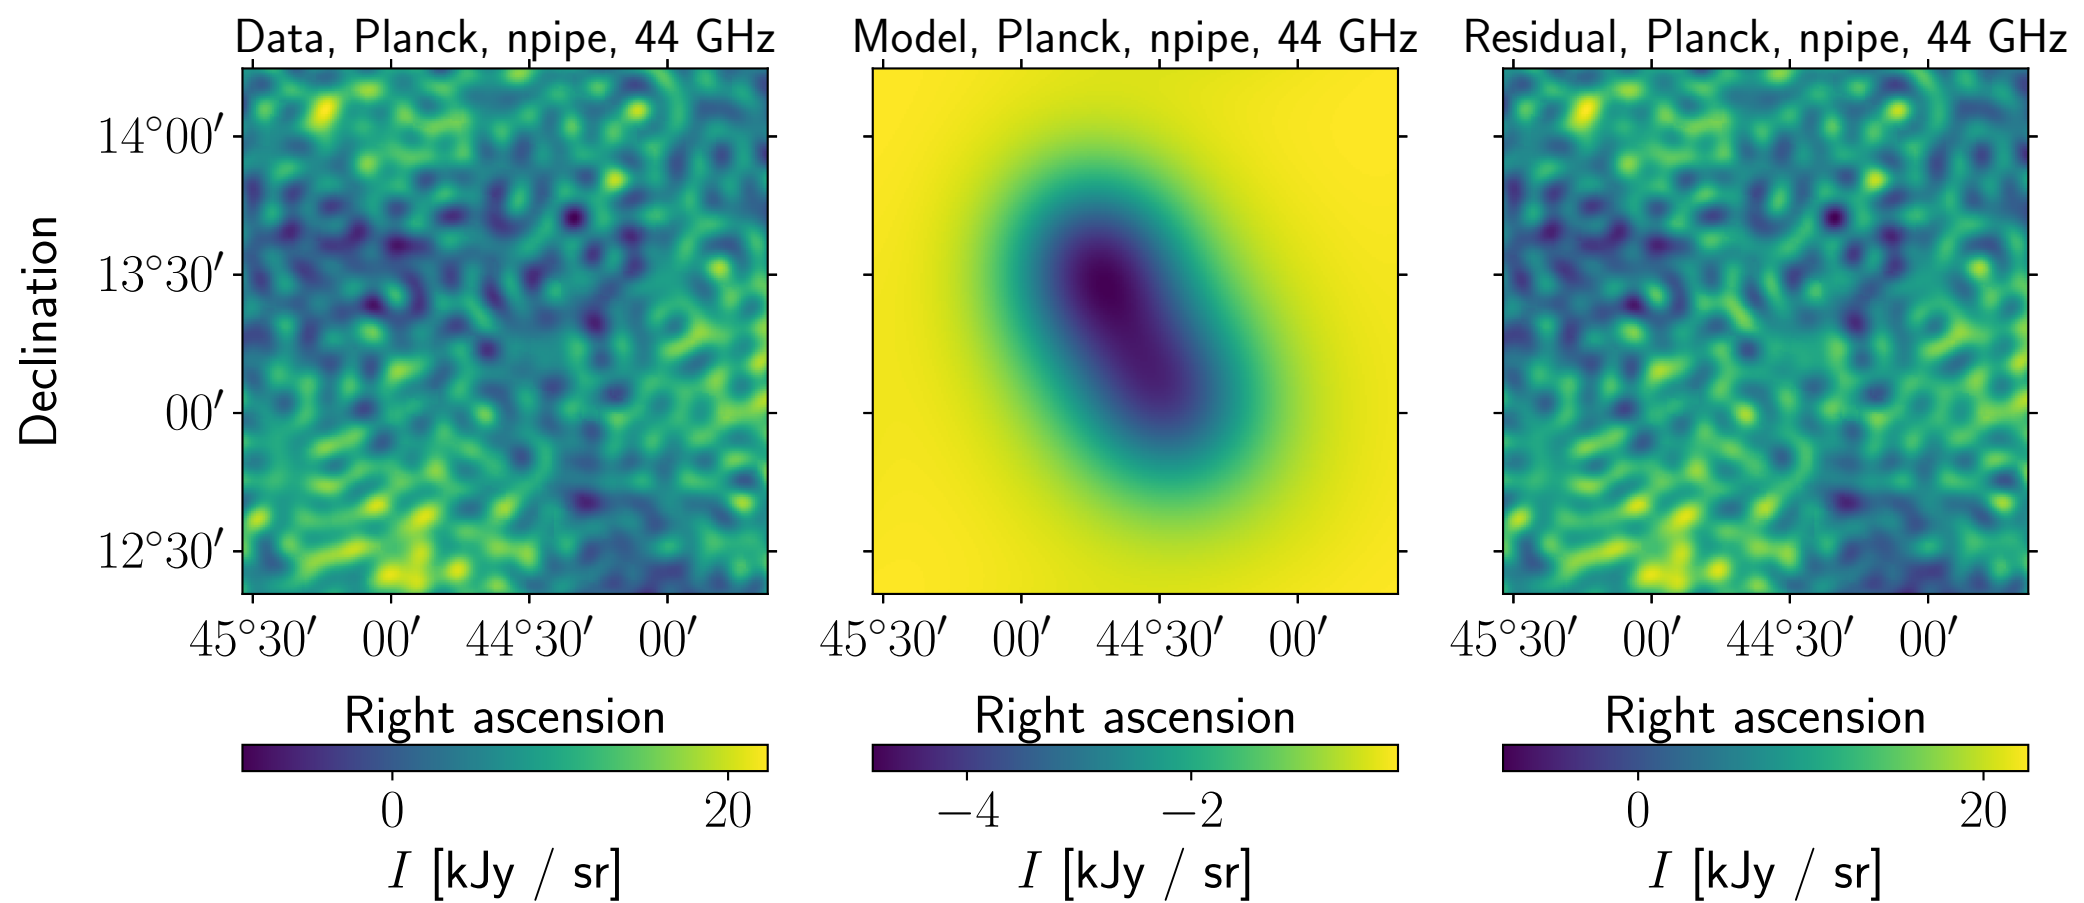 Data, Planck, npipe, 44 GHz
Model, Planck, npipe, 44 GHz
Residual, Planck, npipe, 44 GHz
Declination
14°00′
13°30′
00′
12°30′
45°30′ 00′ 44°30′ 00′
45°30′ 00′ 44°30′ 00′
45°30′ 00′ 44°30′ 00′
Right ascension
Right ascension
Right ascension
0 20
−4 −2
0 20
I [kJy / sr]
I [kJy / sr]
I [kJy / sr]